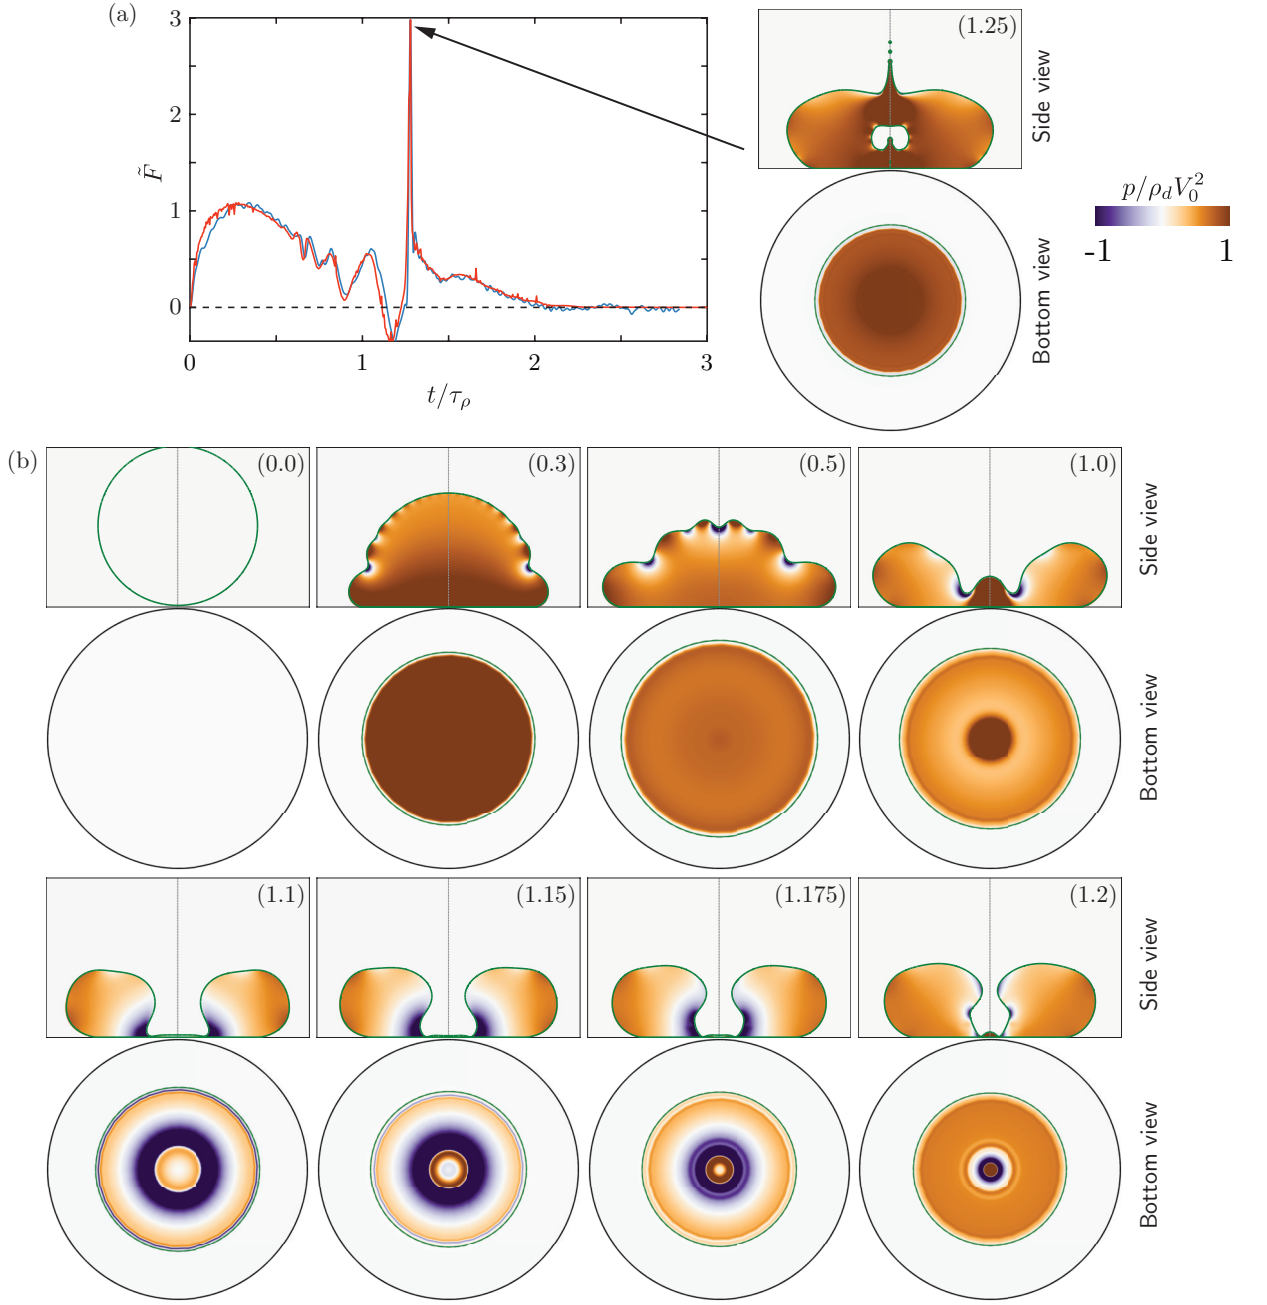 (a)
3
2
1
0
F̃
0
1
2
3
t/τρ
(1.25)
Side view
Bottom view
p/ρdV₀²
-1
1
(b)
(0.0)
(0.3)
(0.5)
(1.0)
Side view
Bottom view
(1.1)
(1.15)
(1.175)
(1.2)
Side view
Bottom view